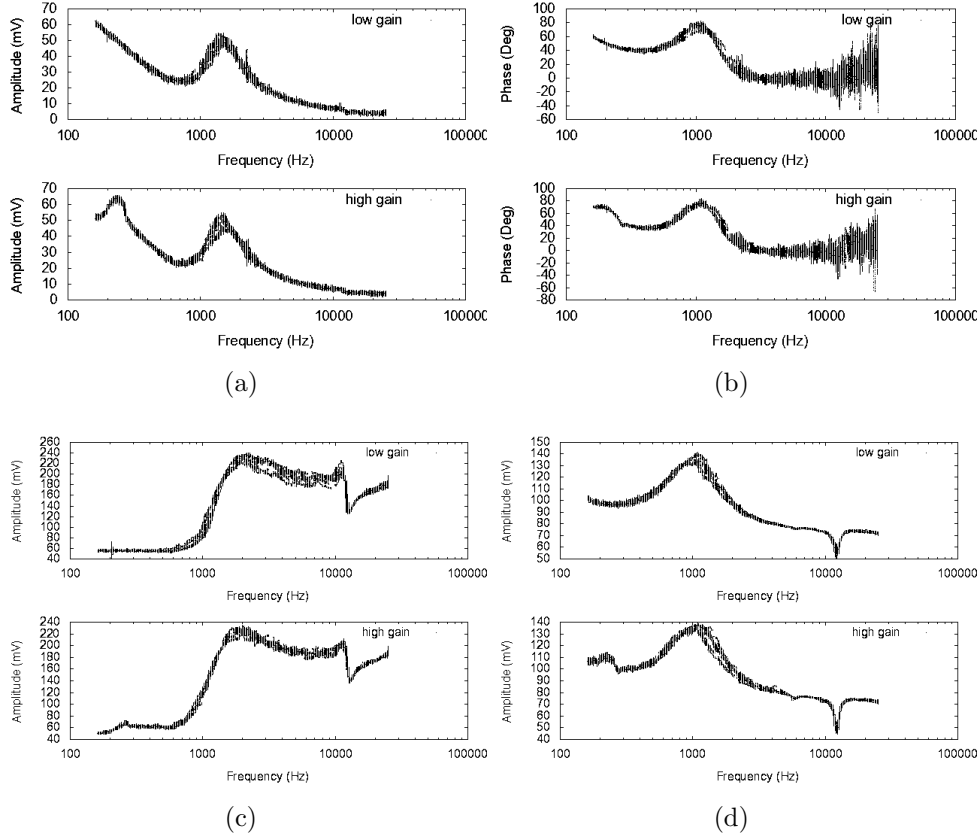 low gain
Amplitude (mV)
70
60
50
40
30
20
10
0
100 1000 10000 100000
Frequency (Hz)
low gain
Phase (Deg)
100
80
60
40
20
0
-20
-40
-60
100 1000 10000 100000
Frequency (Hz)
high gain
Amplitude (mV)
70
60
50
40
30
20
10
0
100 1000 10000 100000
Frequency (Hz)
high gain
Phase (Deg)
100
80
60
40
20
0
-20
-40
-60
-80
100 1000 10000 100000
Frequency (Hz)
(a)
(b)
low gain
Amplitude (mV)
260
240
220
200
180
160
140
120
100
80
60
40
100 1000 10000 100000
Frequency (Hz)
low gain
Amplitude (mV)
150
140
130
120
110
100
90
80
70
60
50
100 1000 10000 100000
Frequency (Hz)
high gain
Amplitude (mV)
240
220
200
180
160
140
120
100
80
60
40
100 1000 10000 100000
Frequency (Hz)
high gain
Amplitude (mV)
140
130
120
110
100
90
80
70
60
50
40
100 1000 10000 100000
Frequency (Hz)
(c)
(d)